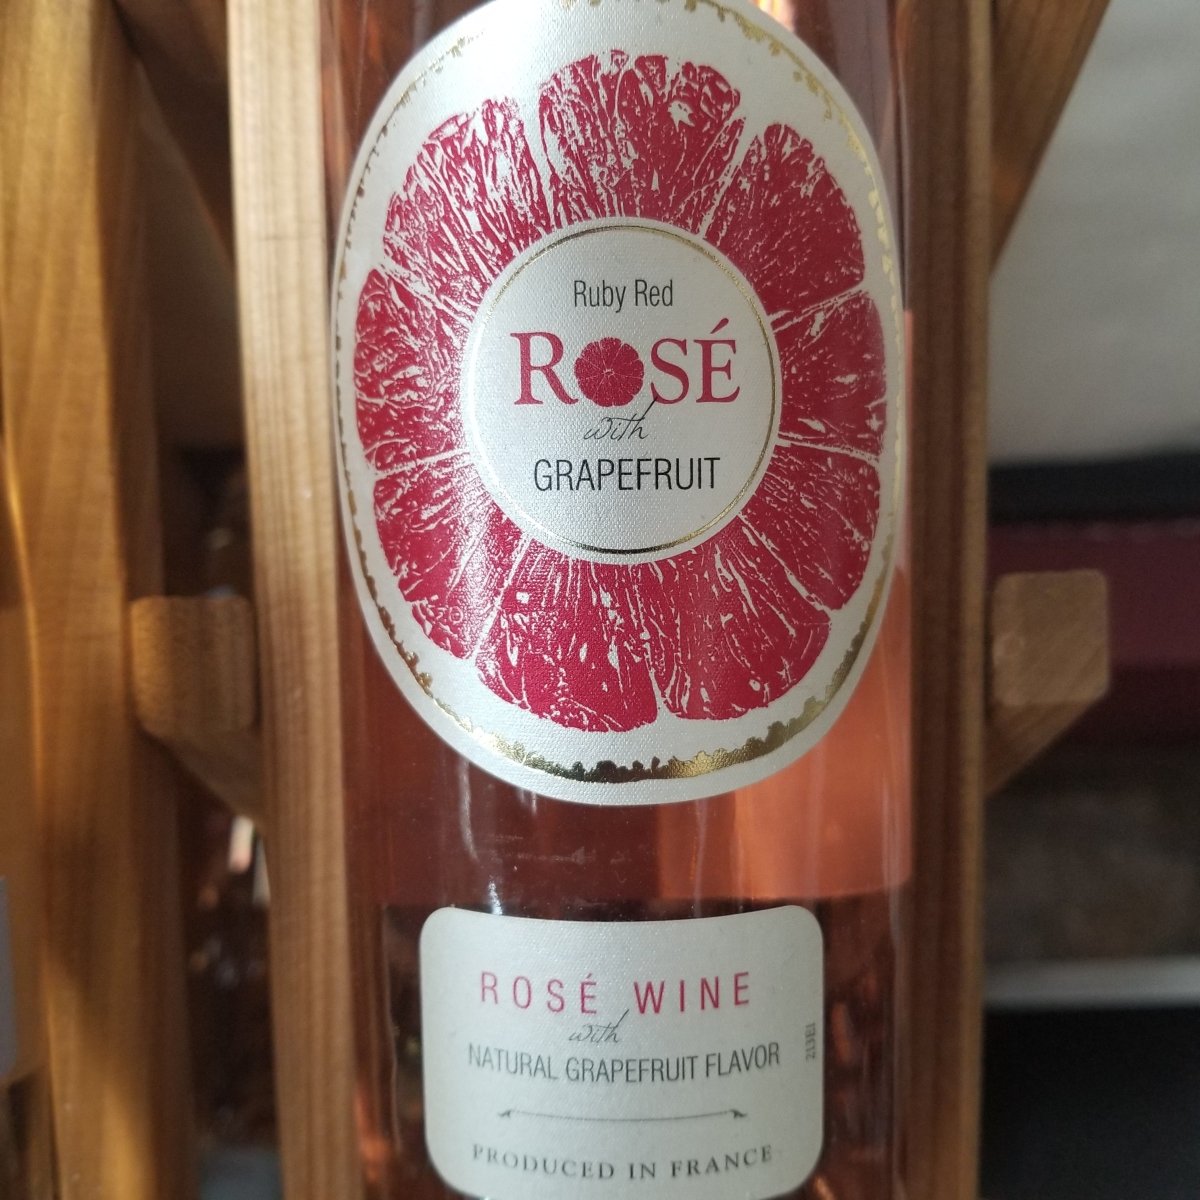 Ruby Red
ROSÉ
with
GRAPEFRUIT
ROSÉ WINE
with
NATURAL GRAPEFRUIT FLAVOR
PRODUCED IN FRANCE